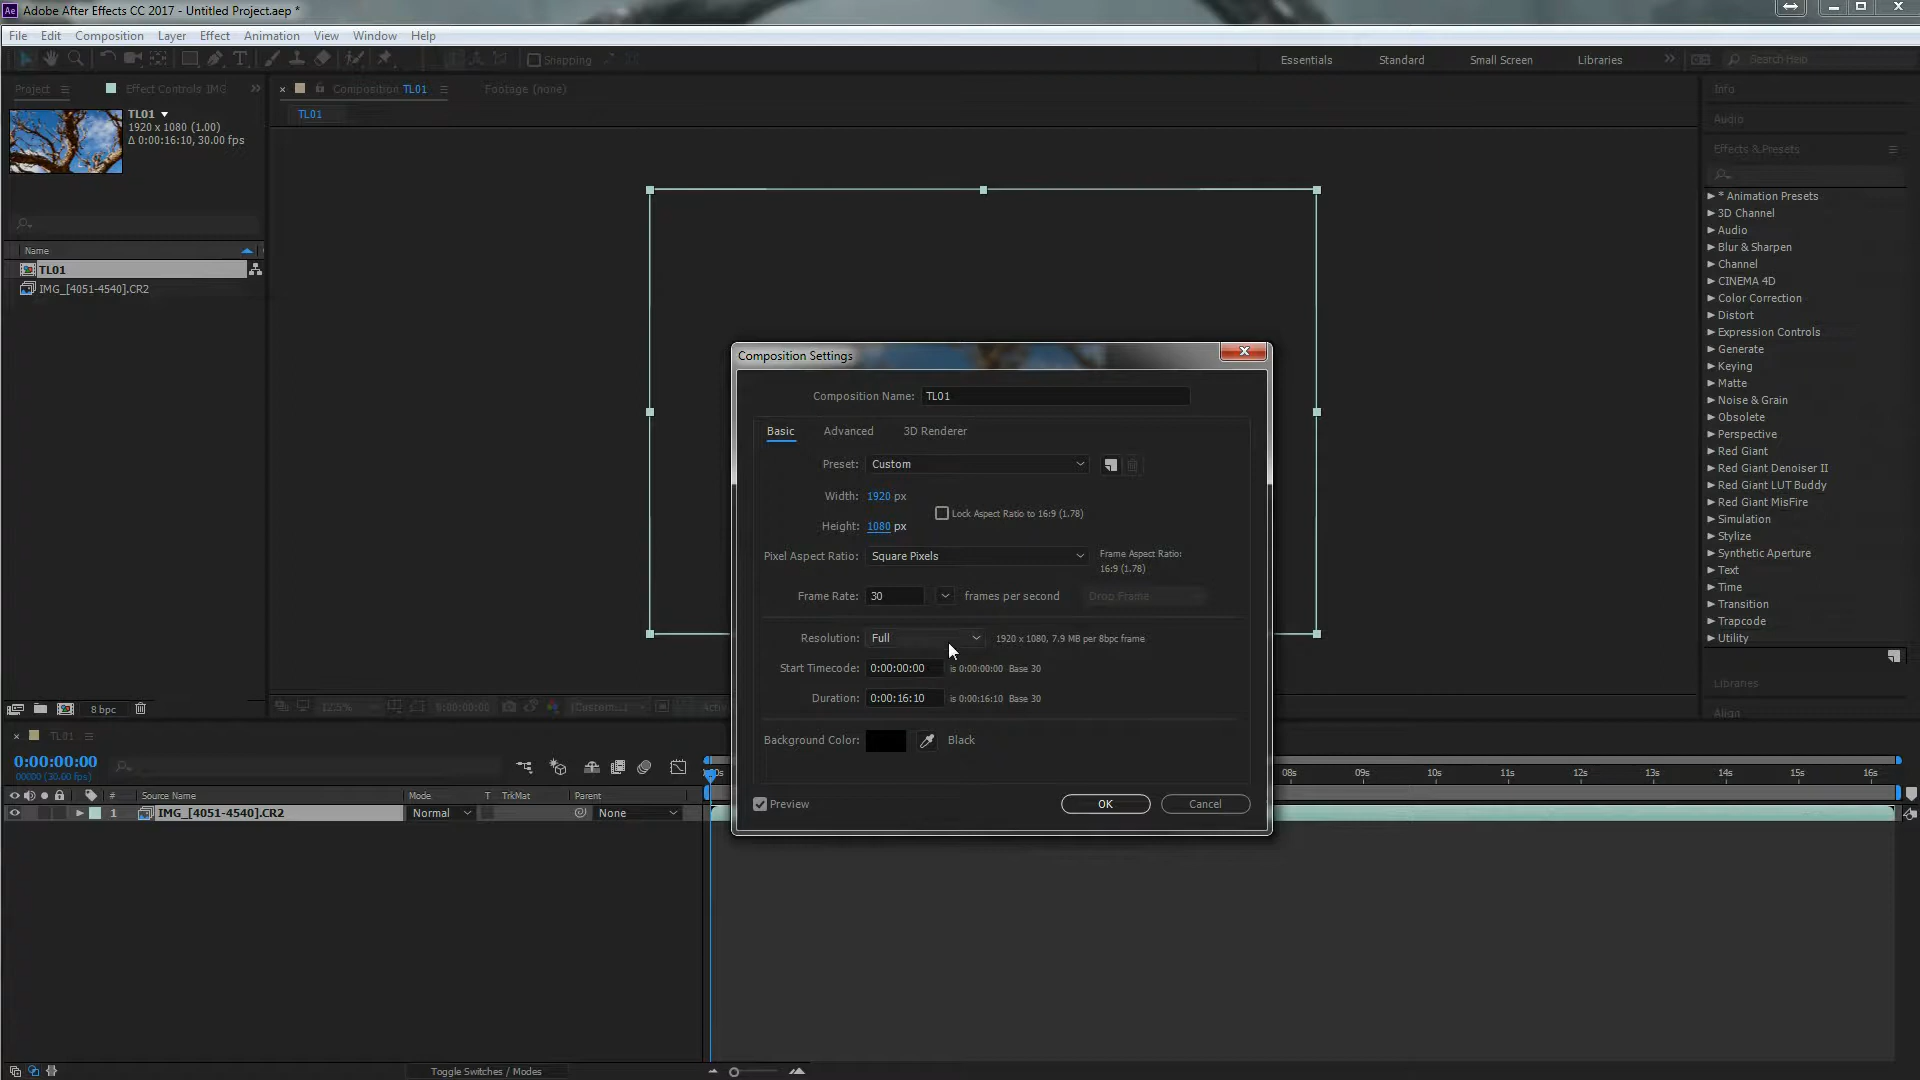 Adobe After Effects CC 2017 - Untitled Project.aep *
File Edit Composition Layer Effect Animation View Window Help
Snapping
Essentials Standard Small Screen Libraries
Search Help
Project
Effect Controls IMG
Composition TL01
Footage (none)
TL01
1920 x 1080 (1.00)
Δ 0:00:16:10, 30.00 fps
TL01
Name
TL01
IMG_[4051-4540].CR2
Info
Audio
Effects & Presets
* Animation Presets
3D Channel
Audio
Blur & Sharpen
Channel
CINEMA 4D
Color Correction
Distort
Expression Controls
Generate
Keying
Matte
Noise & Grain
Obsolete
Perspective
Red Giant
Red Giant Denoiser II
Red Giant LUT Buddy
Red Giant MisFire
Simulation
Stylize
Synthetic Aperture
Text
Time
Transition
Trapcode
Utility
Libraries
Align
Composition Settings
Composition Name: TL01
Basic Advanced 3D Renderer
Preset: Custom
Width: 1920 px
Lock Aspect Ratio to 16:9 (1.78)
Height: 1080 px
Pixel Aspect Ratio: Square Pixels
Frame Aspect Ratio:
16:9 (1.78)
Frame Rate: 30 frames per second Drop Frame
Resolution: Full 1920 x 1080, 7.9 MB per 8bpc frame
Start Timecode: 0:00:00:00 is 0:00:00:00 Base 30
Duration: 0:00:16:10 is 0:00:16:10 Base 30
Background Color: Black
Preview OK Cancel
8 bpc
12.5% 0:00:00:00 (Custom... Activ
TL01
0:00:00:00
00000 (30.00 fps)
# Source Name Mode T TrkMat Parent
08s 09s 10s 11s 12s 13s 14s 15s 16s
1 IMG_[4051-4540].CR2 Normal None
Toggle Switches / Modes